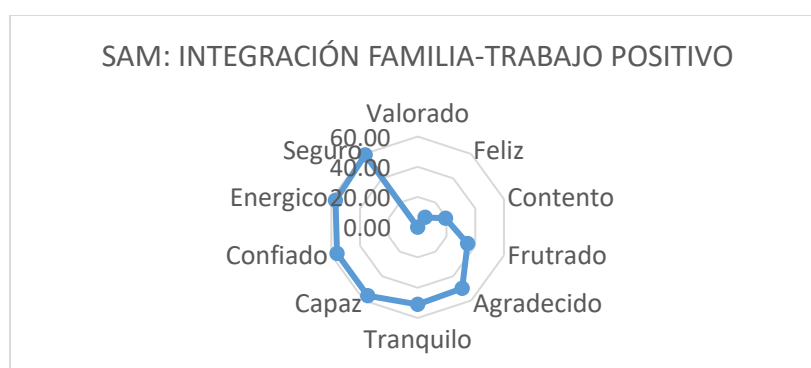 SAM: INTEGRACIÓN FAMILIA-TRABAJO POSITIVO
Valorado
60.00
Seguro
Feliz
40.00
Energico
20.00
Contento
0.00
Confiado
Frutrado
Capaz
Agradecido
Tranquilo